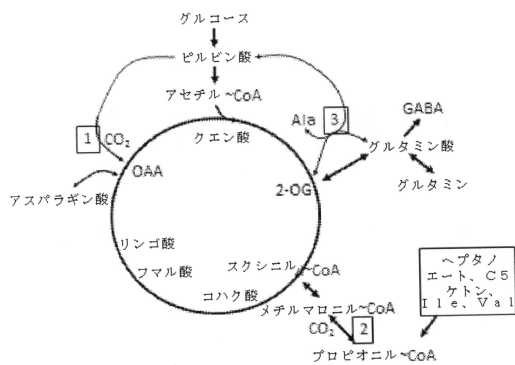 グルコース
ピルビン酸
アセチル~CoA
クエン酸
1
CO2
OAA
アスパラギン酸
Ala
3
GABA
グルタミン酸
グルタミン
2-OG
リンゴ酸
フマル酸
コハク酸
スクシニル~CoA
メチルマロニル~CoA
CO2
2
プロピオニル~CoA
ヘプタノ
エート、C5
ケトン、
Ile、Val